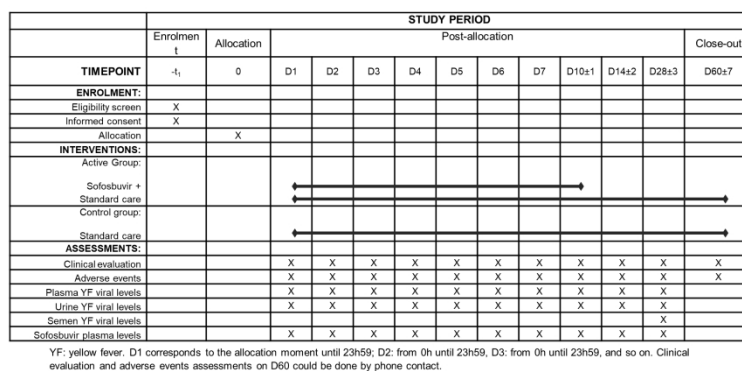 STUDY PERIOD
Enrolmen
t
Allocation
Post-allocation
Close-out
TIMEPOINT -t1 0 D1 D2 D3 D4 D5 D6 D7 D10±1 D14±2 D28±3 D60±7
ENROLMENT:
Eligibility screen X
Informed consent X
Allocation X
INTERVENTIONS:
Active Group:
Sofosbuvir +
Standard care
Control group:
Standard care
ASSESSMENTS:
Clinical evaluation X X X X X X X X X X X
Adverse events X X X X X X X X X X X
Plasma YF viral levels X X X X X X X X X X
Urine YF viral levels X X X X X X X X X X
Semen YF viral levels X
Sofosbuvir plasma levels X X X X X X X X X X
YF: yellow fever. D1 corresponds to the allocation moment until 23h59; D2: from 0h until 23h59, D3: from 0h until 23h59, and so on. Clinical
evaluation and adverse events assessments on D60 could be done by phone contact.